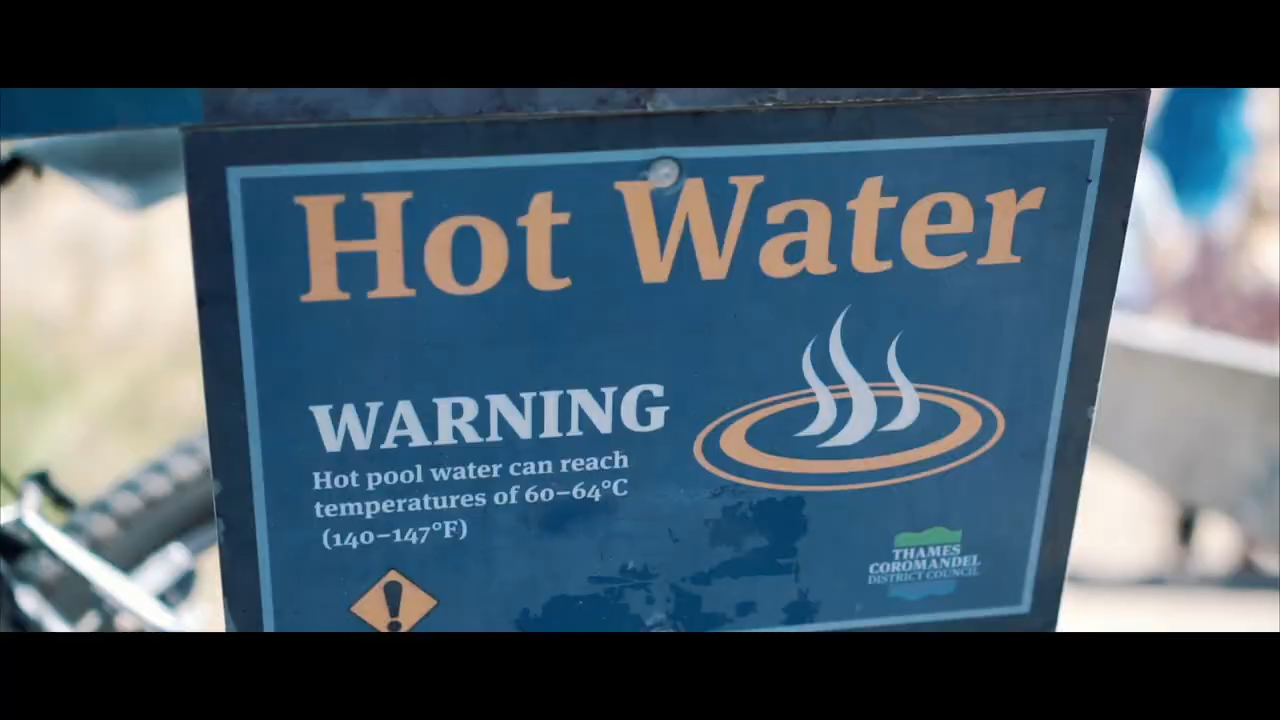 Hot Water
WARNING
Hot pool water can reach
temperatures of 60–64°C
(140–147°F)
THAMES
COROMANDEL
DISTRICT COUNCIL